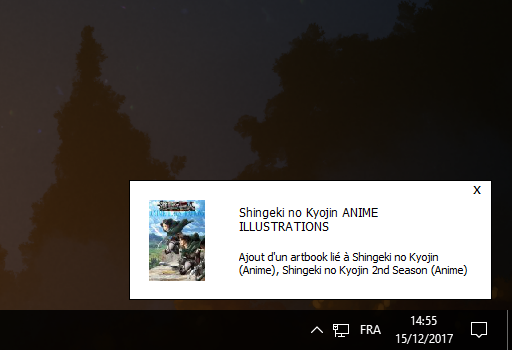 x
Shingeki no Kyojin ANIME
ILLUSTRATIONS
Ajout d'un artbook lié à Shingeki no Kyojin
(Anime), Shingeki no Kyojin 2nd Season (Anime)
FRA
14:55
15/12/2017